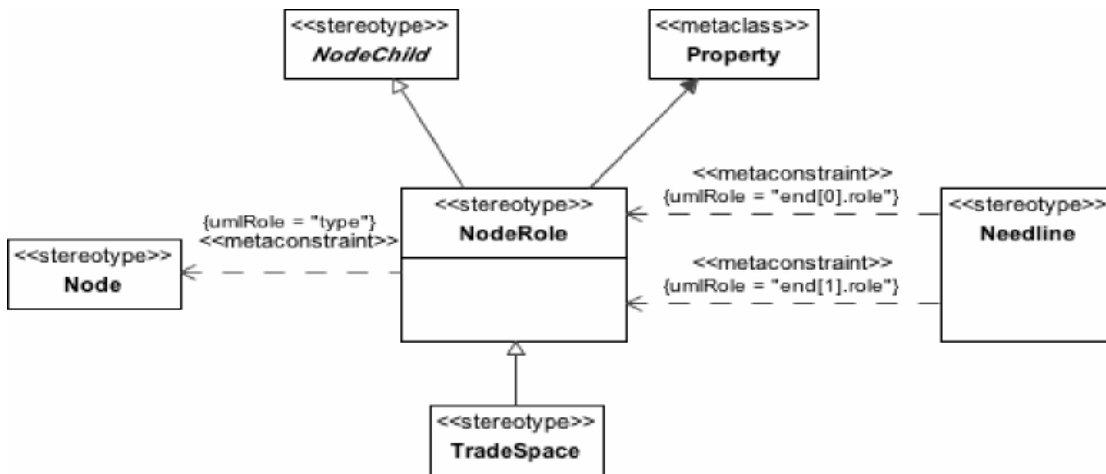 <<stereotype>>
NodeChild
<<metaclass>>
Property
<<metaconstraint>>
{umlRole = "end[0].role"}
{umlRole = "type"}
<<metaconstraint>>
<<stereotype>>
NodeRole
<<stereotype>>
Needline
<<stereotype>>
Node
<<metaconstraint>>
{umlRole = "end[1].role"}
<<stereotype>>
TradeSpace